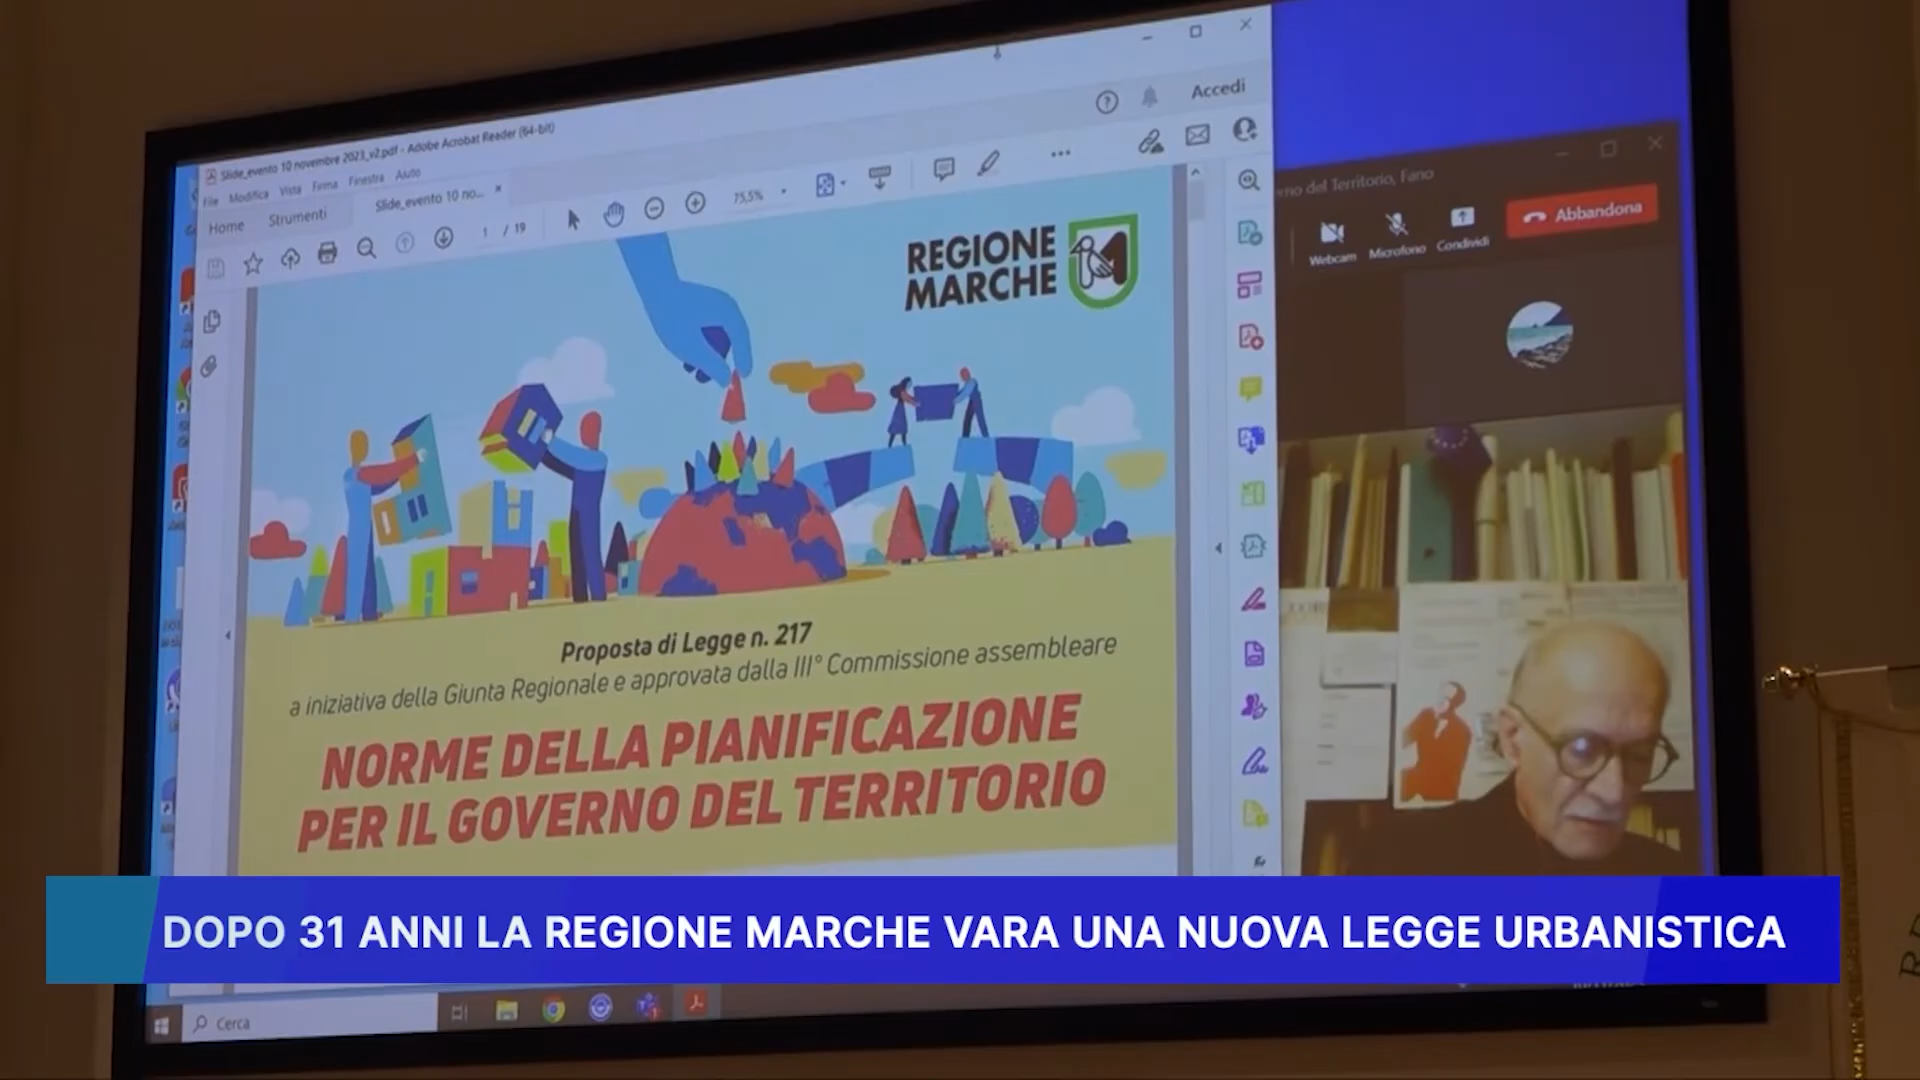 Slide_evento 10 novembre 2023_v2.pdf - Adobe Acrobat Reader (64-bit)
File Modifica Vista Firma Finestra Aiuto
Home Strumenti Slide_evento 10 no... ×
Accedi
1 / 19
75,5%
REGIONE
MARCHE
Proposta di Legge n. 217
a iniziativa della Giunta Regionale e approvata dalla III° Commissione assembleare
NORME DELLA PIANIFICAZIONE
PER IL GOVERNO DEL TERRITORIO
del Territorio, Fano
Webcam Microfono Condividi Abbandona
DOPO 31 ANNI LA REGIONE MARCHE VARA UNA NUOVA LEGGE URBANISTICA
Cerca